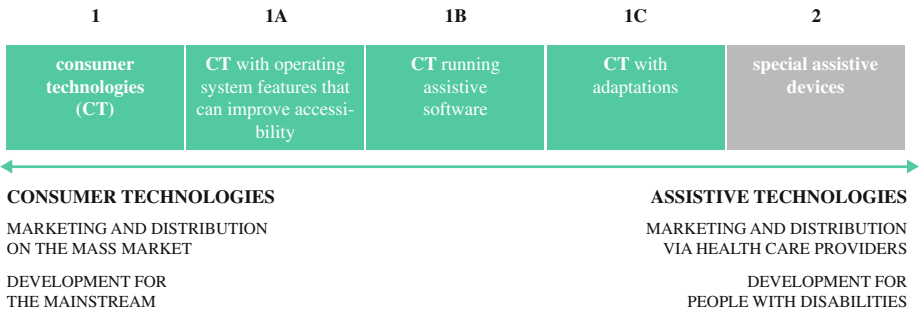 1
1A
1B
1C
2
consumer
technologies
(CT)
CT with operating
system features that
can improve accessi-
bility
CT running
assistive
software
CT with
adaptations
special assistive
devices
CONSUMER TECHNOLOGIES
MARKETING AND DISTRIBUTION
ON THE MASS MARKET
DEVELOPMENT FOR
THE MAINSTREAM
ASSISTIVE TECHNOLOGIES
MARKETING AND DISTRIBUTION
VIA HEALTH CARE PROVIDERS
DEVELOPMENT FOR
PEOPLE WITH DISABILITIES